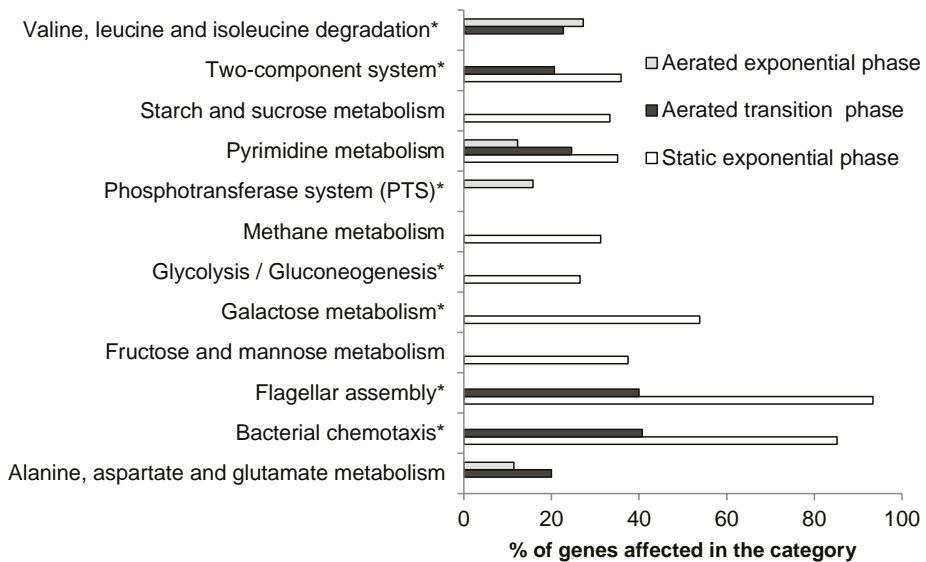 Valine, leucine and isoleucine degradation*
Two-component system*
Starch and sucrose metabolism
Pyrimidine metabolism
Phosphotransferase system (PTS)*
Methane metabolism
Glycolysis / Gluconeogenesis*
Galactose metabolism*
Fructose and mannose metabolism
Flagellar assembly*
Bacterial chemotaxis*
Alanine, aspartate and glutamate metabolism
Aerated exponential phase
Aerated transition phase
Static exponential phase
0 20 40 60 80 100
% of genes affected in the category